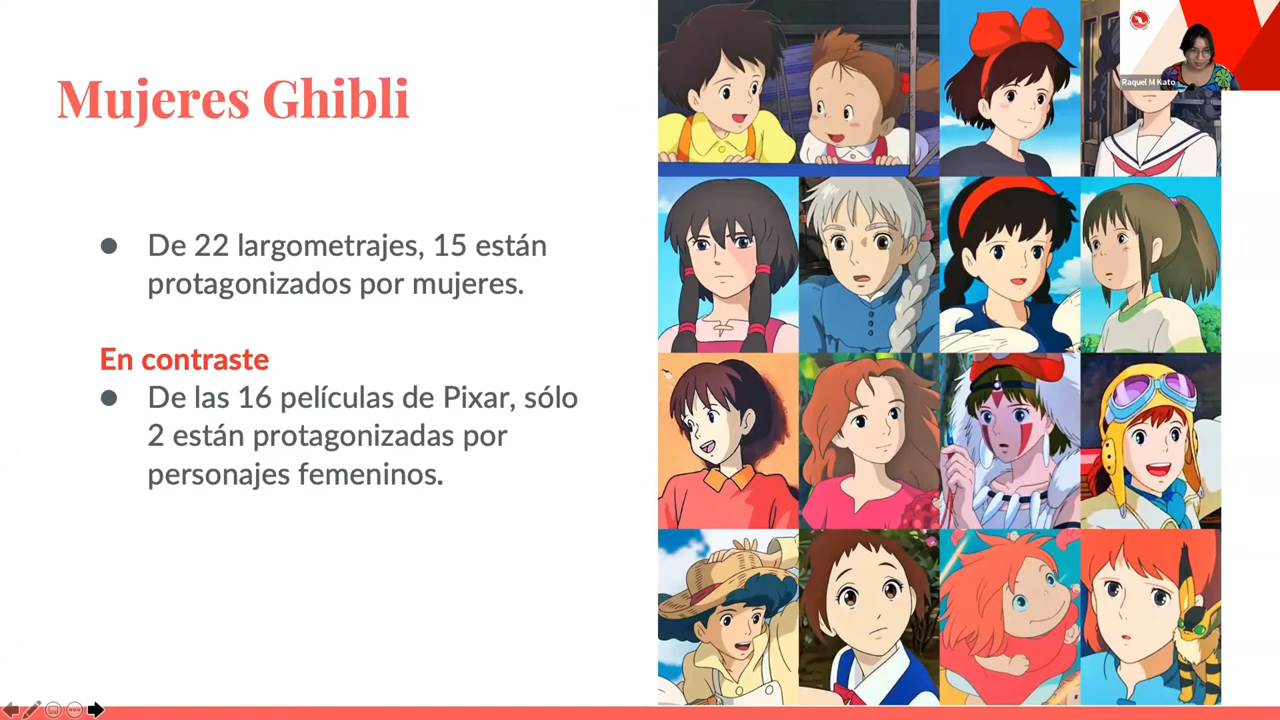 Mujeres Ghibli
De 22 largometrajes, 15 están
protagonizados por mujeres.
En contraste
De las 16 películas de Pixar, sólo
2 están protagonizadas por
personajes femeninos.
Raquel M Kato